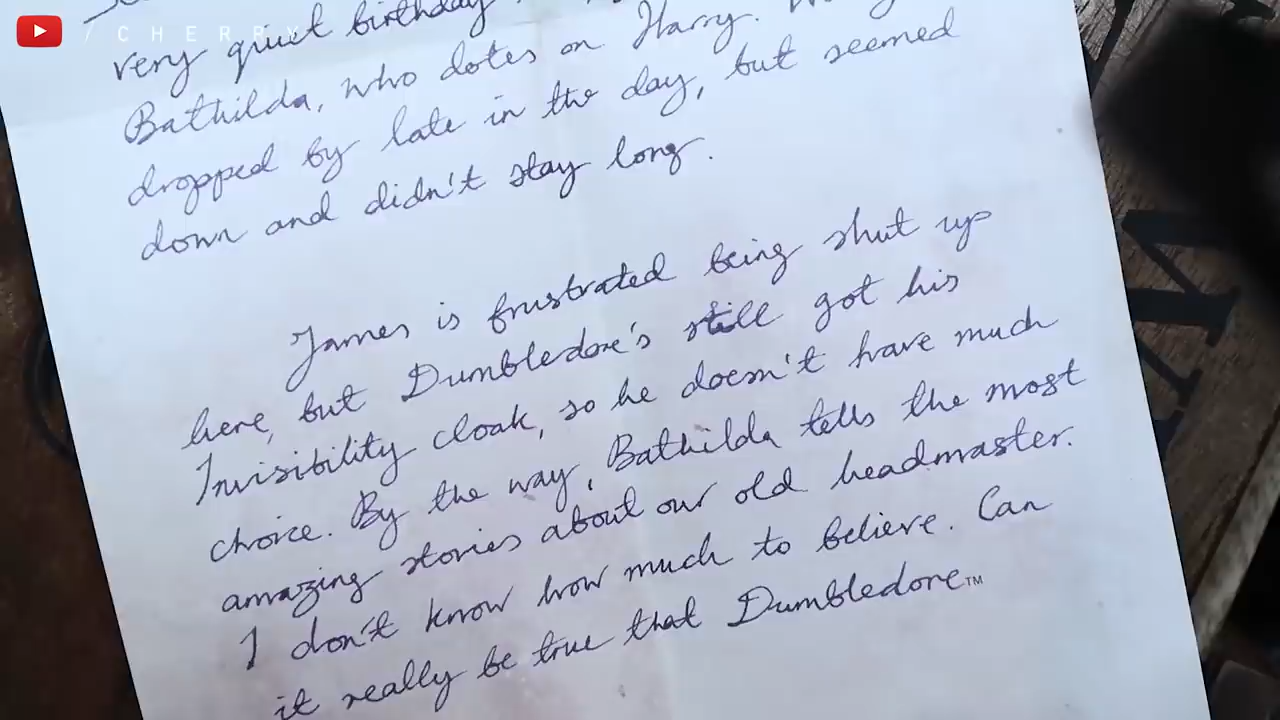 / CHERRY
very quiet birthday
Bathilda, who dotes on Harry.
dropped by late in the day, but seemed
down and didn't stay long.
James is frustrated being shut up
here, but Dumbledore's still got his
Invisibility cloak, so he doesn't have much
choice. By the way, Bathilda tells the most
amazing stories about our old headmaster.
I don't know how much to believe. Can
it really be true that Dumbledore™